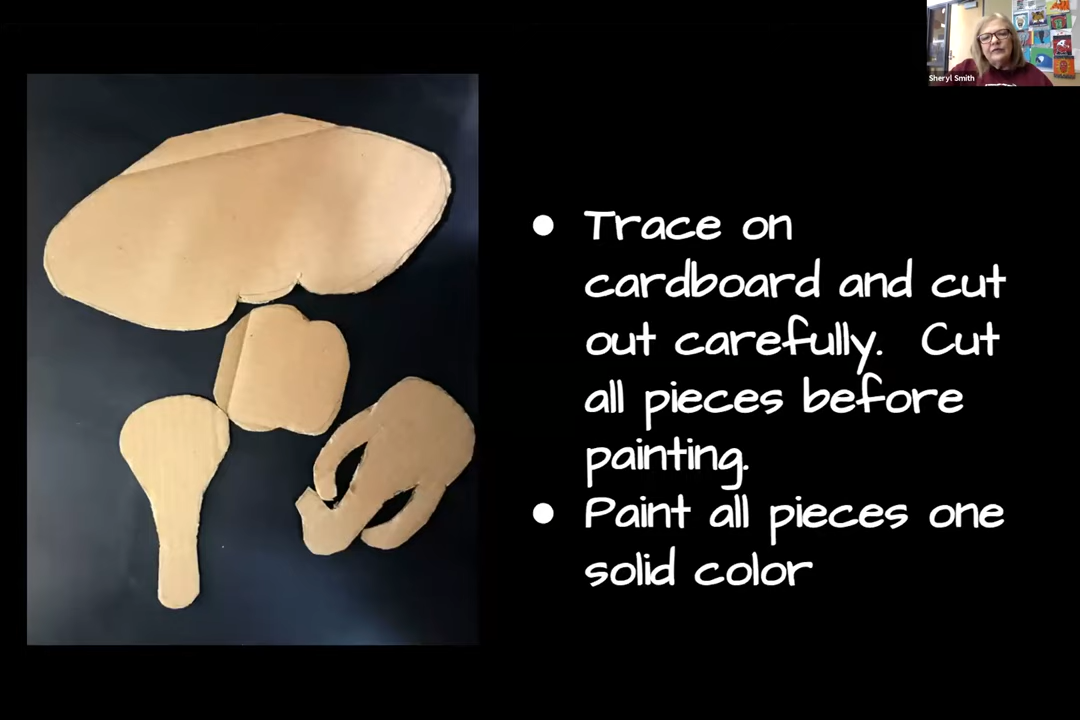 Sheryl Smith
• Trace on
cardboard and cut
out carefully. Cut
all pieces before
painting.
• Paint all pieces one
solid color